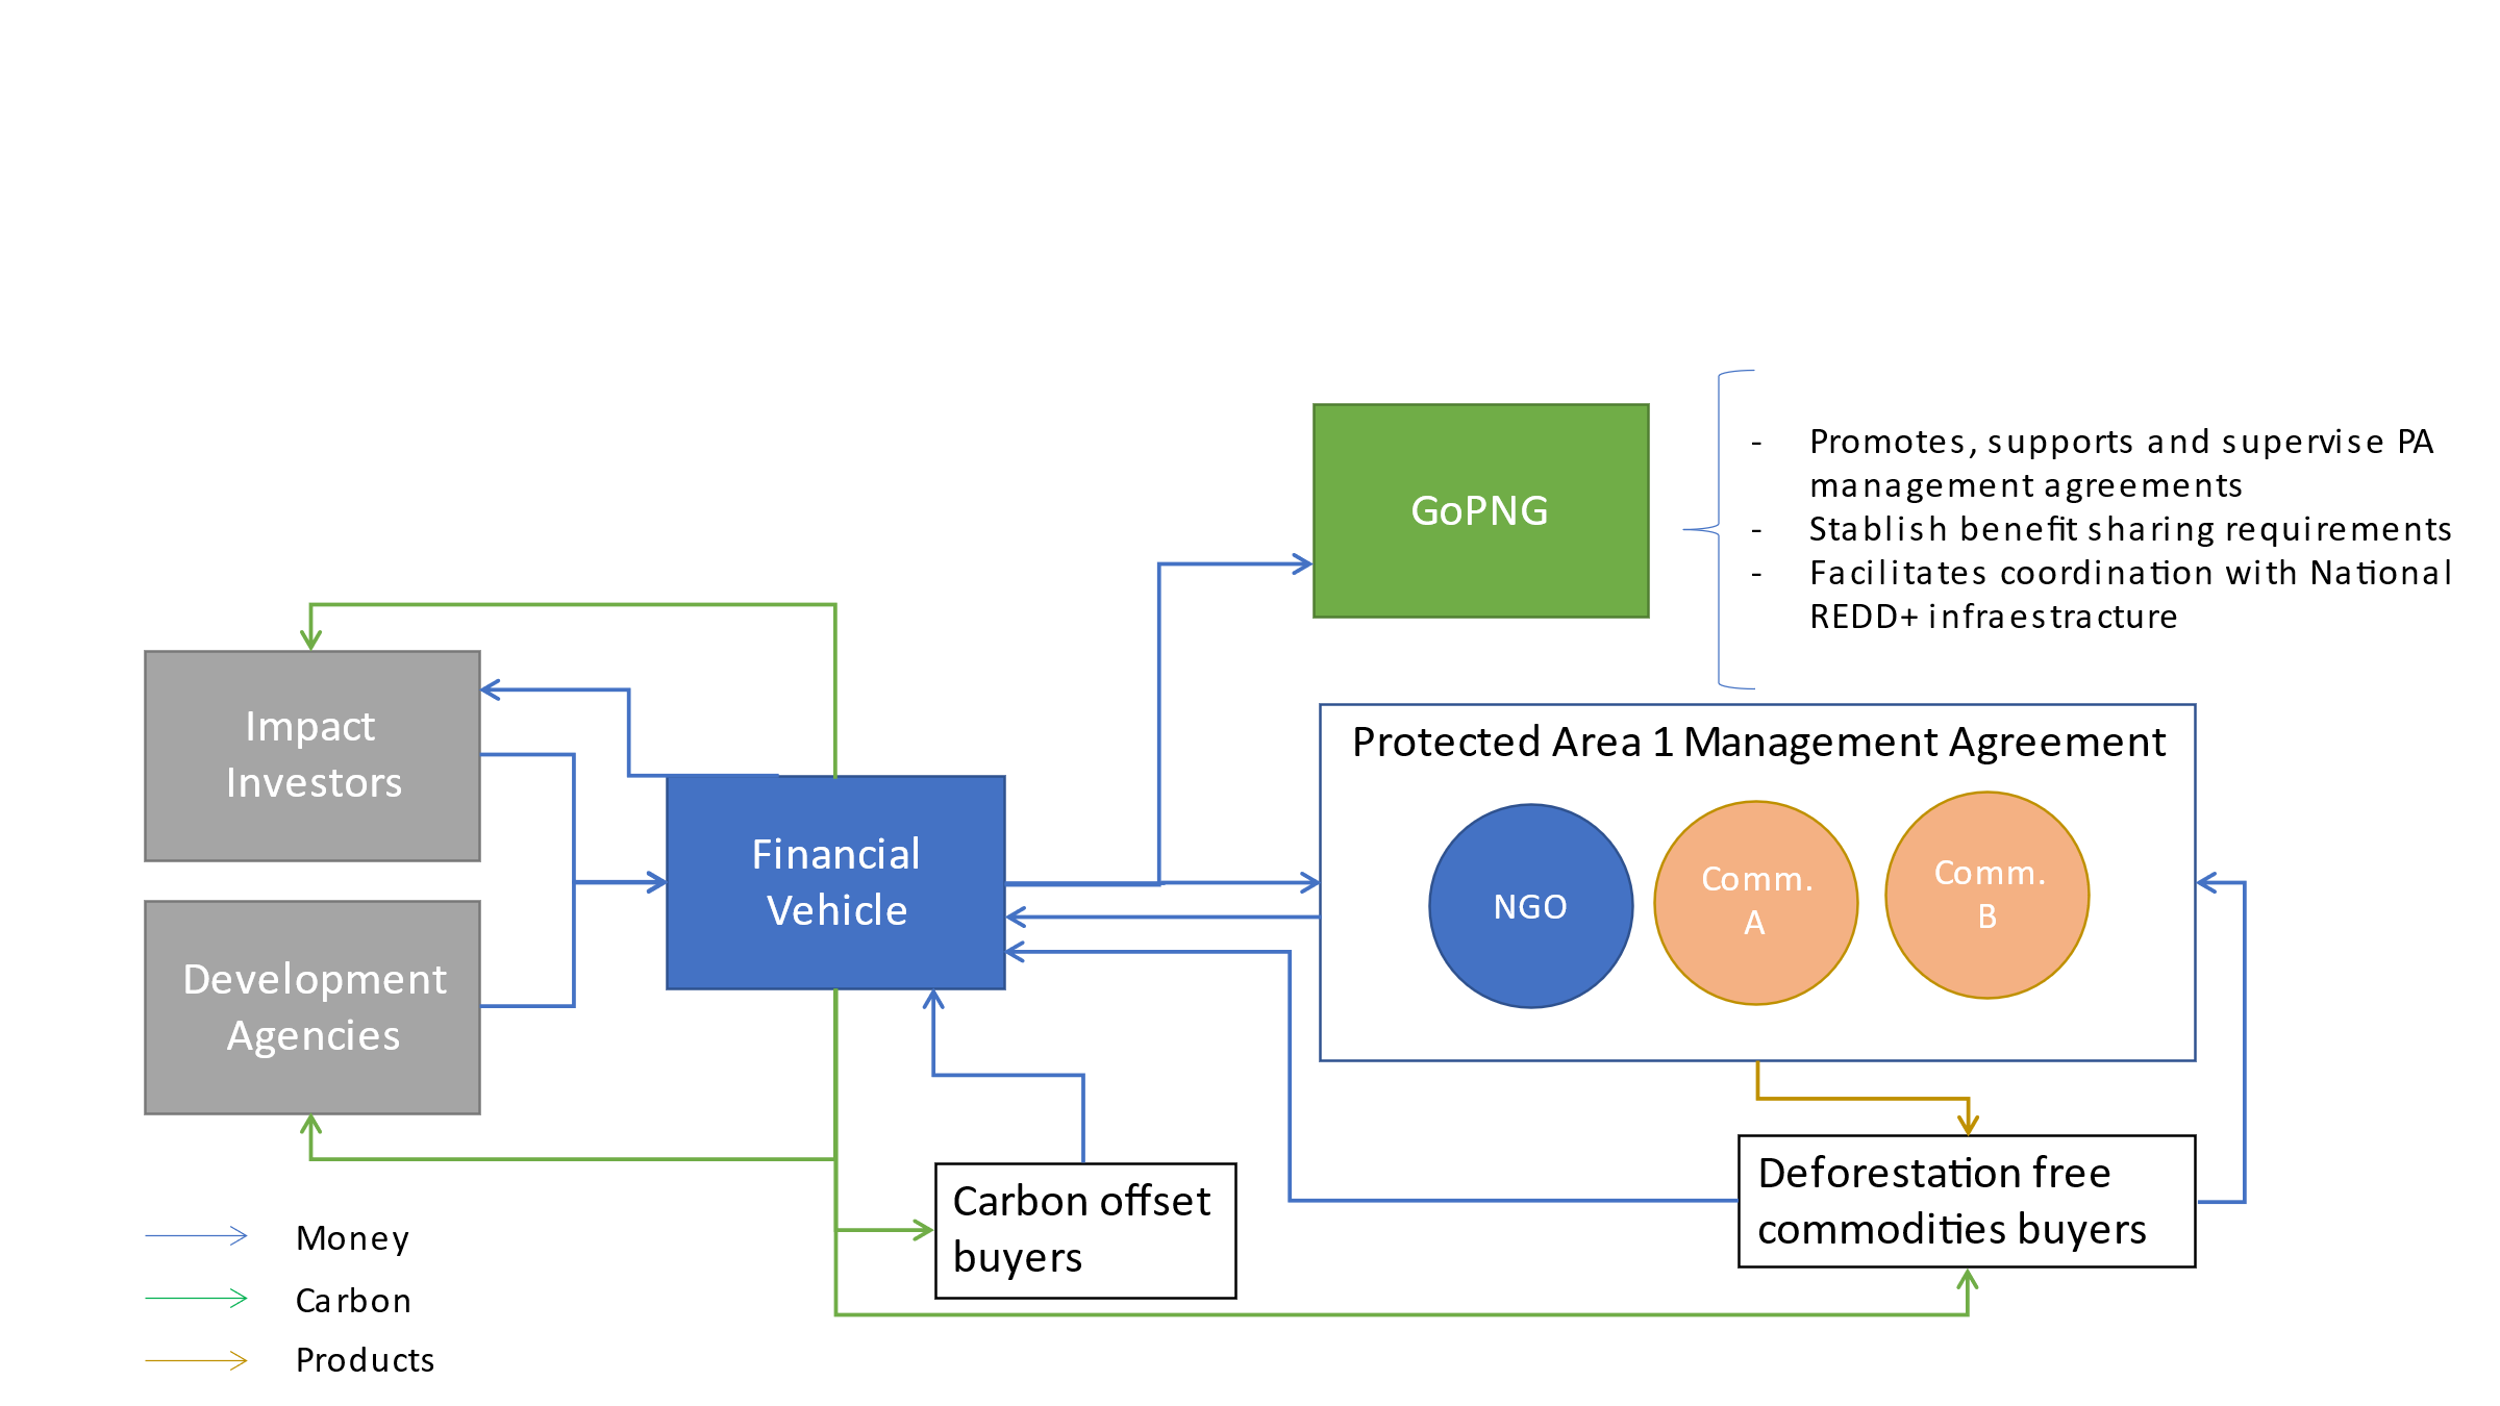 GoPNG
- Promotes, supports and supervise PA
management agreements
- Stablish benefit sharing requirements
- Facilitates coordination with National
REDD+ infraestracture
Impact
Investors
Protected Area 1 Management Agreement
Financial
Vehicle
NGO
Comm.
A
Comm.
B
Development
Agencies
Carbon offset
buyers
Deforestation free
commodities buyers
Money
Carbon
Products